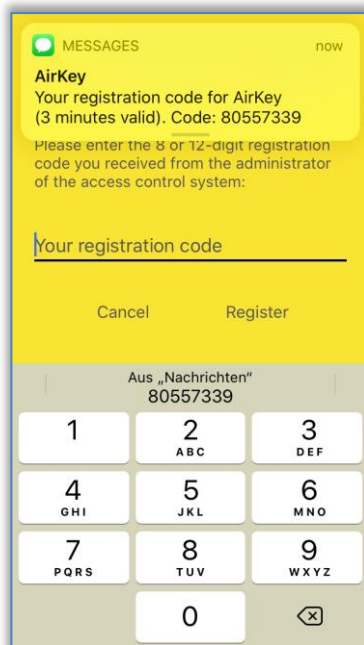 MESSAGES now
AirKey
Your registration code for AirKey
(3 minutes valid). Code: 80557339
Please enter the 8 or 12-digit registration
code you received from the administrator
of the access control system:
Your registration code
Cancel Register
Aus „Nachrichten“
80557339
1 2 3
ABC DEF
4 5 6
GHI JKL MNO
7 8 9
PQRS TUV WXYZ
0